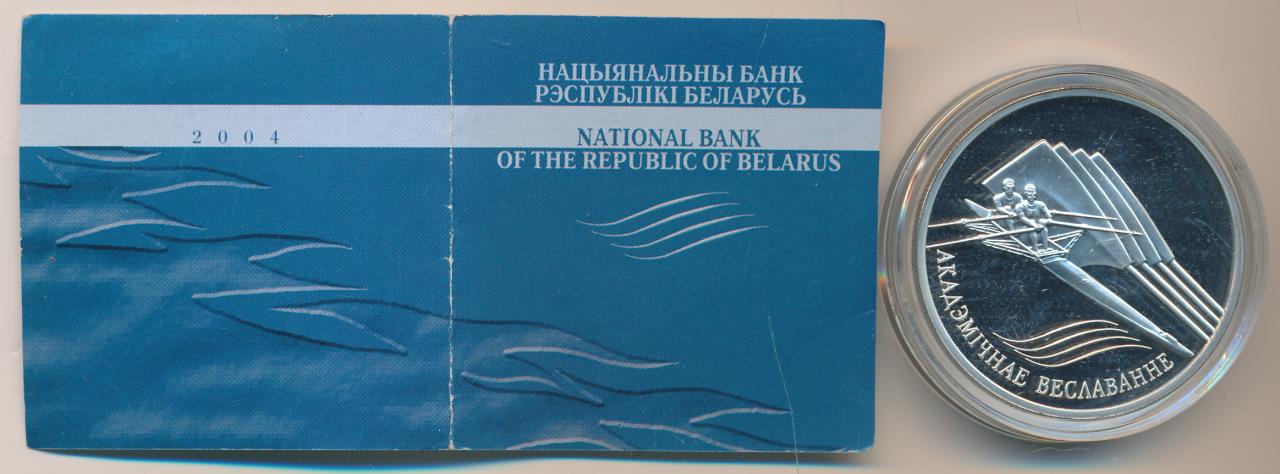 2004
НАЦЫЯНАЛЬНЫ БАНК
РЭСПУБЛІКІ БЕЛАРУСЬ
NATIONAL BANK
OF THE REPUBLIC OF BELARUS
АКАДЭМІЧНАЕ ВЕСЛАВАННЕ